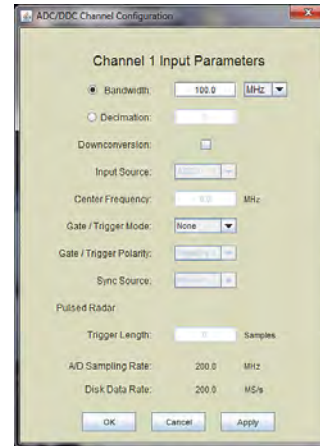 ADC/DDC Channel Configuration
Channel 1 Input Parameters
Bandwidth: 100.0 MHz
Decimation:
Downconversion:
Input Source:
Center Frequency: 0.0 MHz
Gate / Trigger Mode: None
Gate / Trigger Polarity:
Sync Source:
Pulsed Radar
Trigger Length: Samples
A/D Sampling Rate: 200.0 MHz
Disk Data Rate: 200.0 MS/s
OK Cancel Apply